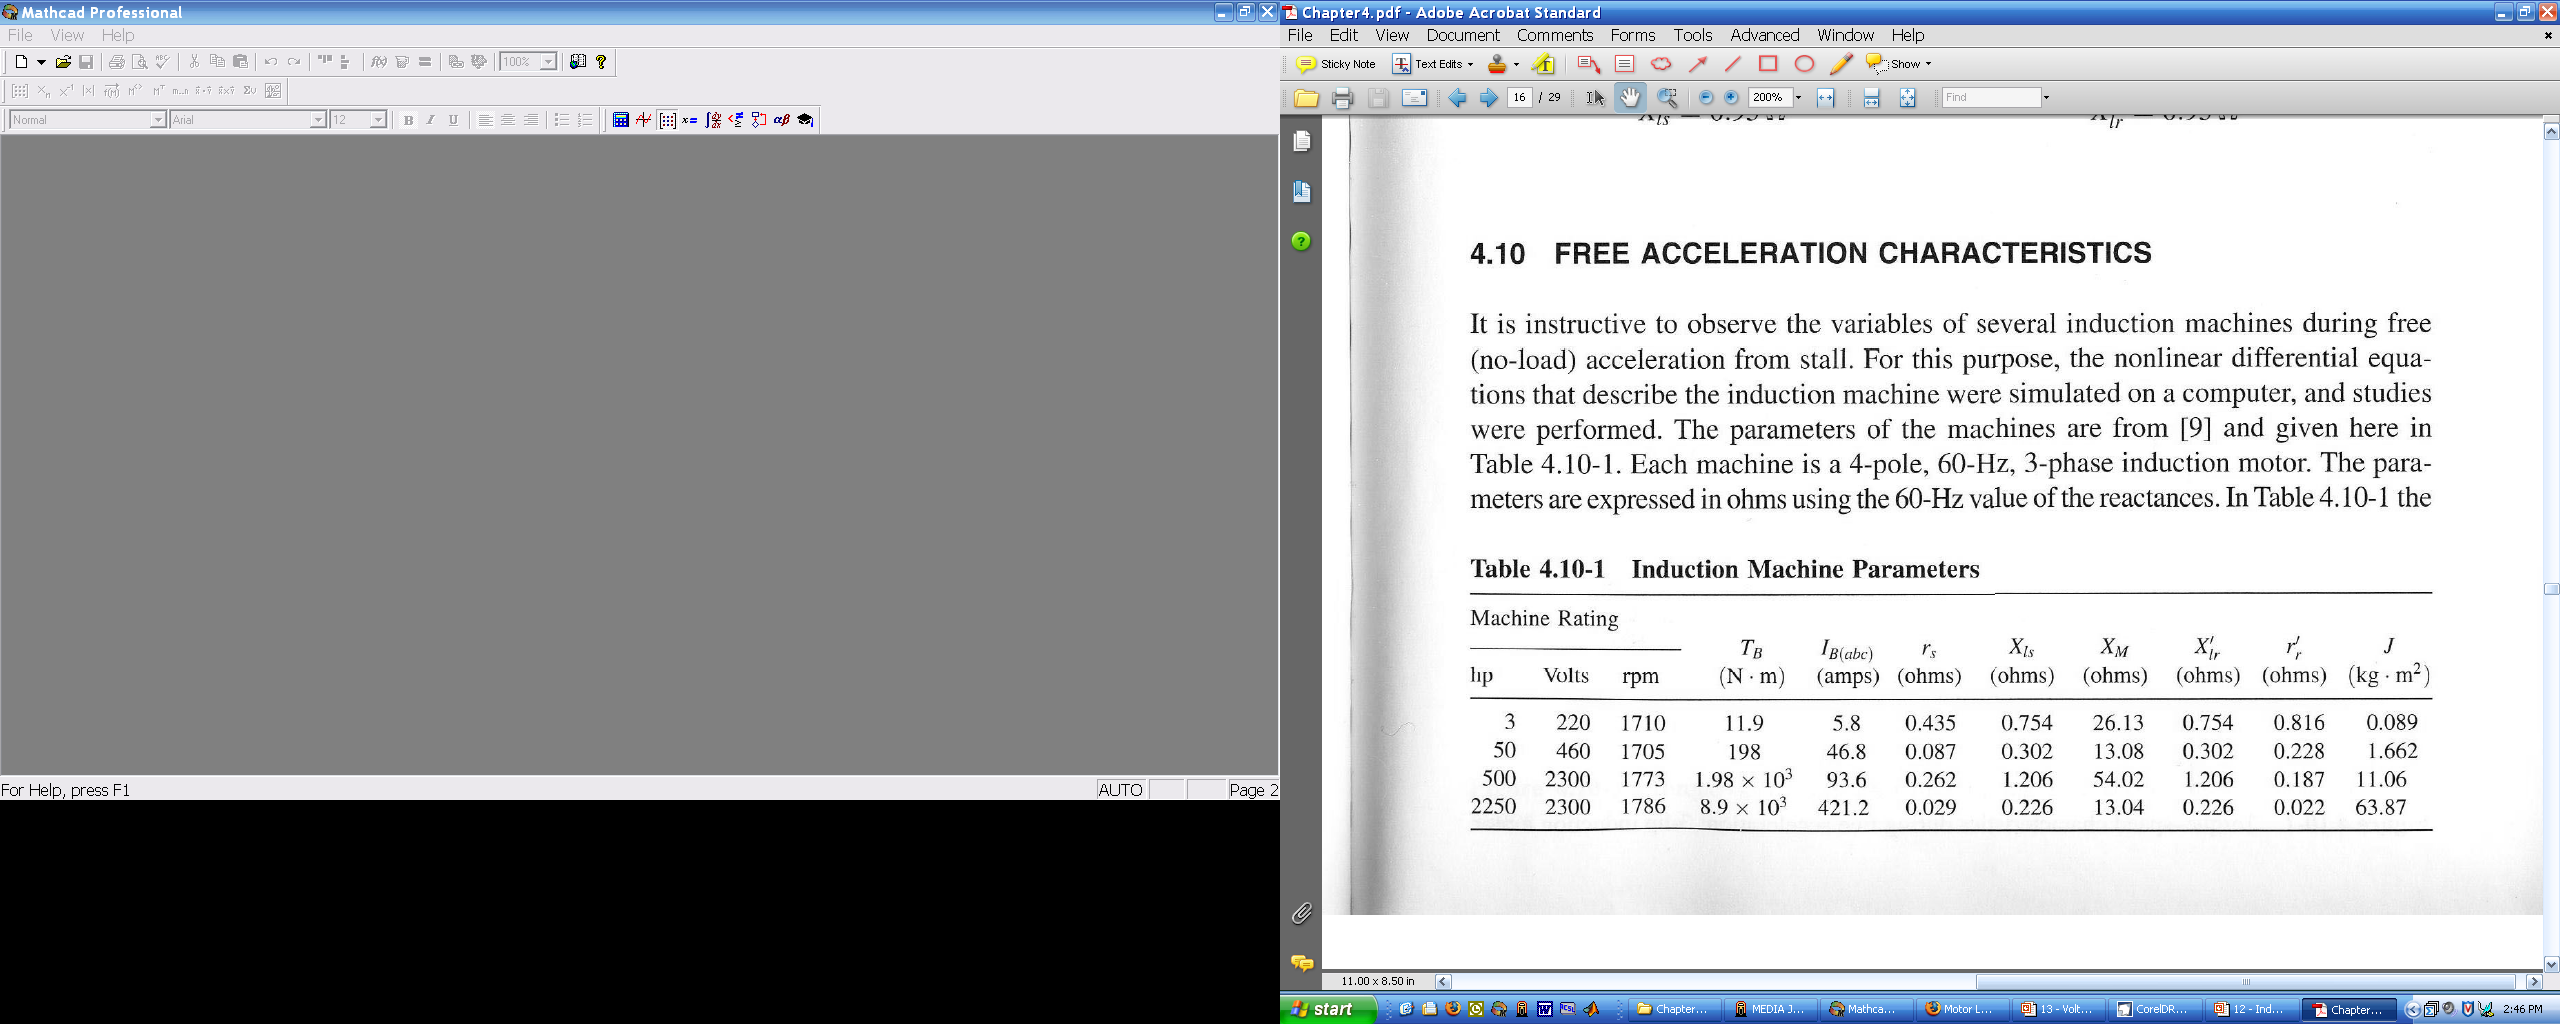 Mathcad Professional
File View Help
100%
Normal Arial 12 B I U
For Help, press F1 AUTO Page 2
Chapter4.pdf - Adobe Acrobat Standard
File Edit View Document Comments Forms Tools Advanced Window Help
Sticky Note Text Edits Show
16 / 29 200% Find
4.10 FREE ACCELERATION CHARACTERISTICS
It is instructive to observe the variables of several induction machines during free
(no-load) acceleration from stall. For this purpose, the nonlinear differential equa-
tions that describe the induction machine were simulated on a computer, and studies
were performed. The parameters of the machines are from [9] and given here in
Table 4.10-1. Each machine is a 4-pole, 60-Hz, 3-phase induction motor. The para-
meters are expressed in ohms using the 60-Hz value of the reactances. In Table 4.10-1 the
Table 4.10-1 Induction Machine Parameters
Machine Rating
T_B I_B(abc) r_s X_ls X_M X'_lr r'_r J
hp Volts rpm (N · m) (amps) (ohms) (ohms) (ohms) (ohms) (ohms) (kg · m²)
3 220 1710 11.9 5.8 0.435 0.754 26.13 0.754 0.816 0.089
50 460 1705 198 46.8 0.087 0.302 13.08 0.302 0.228 1.662
500 2300 1773 1.98 × 10³ 93.6 0.262 1.206 54.02 1.206 0.187 11.06
2250 2300 1786 8.9 × 10³ 421.2 0.029 0.226 13.04 0.226 0.022 63.87
11.00 x 8.50 in
start Chapter... MEDIA J... Mathca... Motor L... 13 - Volt... CorelDR... 12 - Ind... Chapter... 2:46 PM